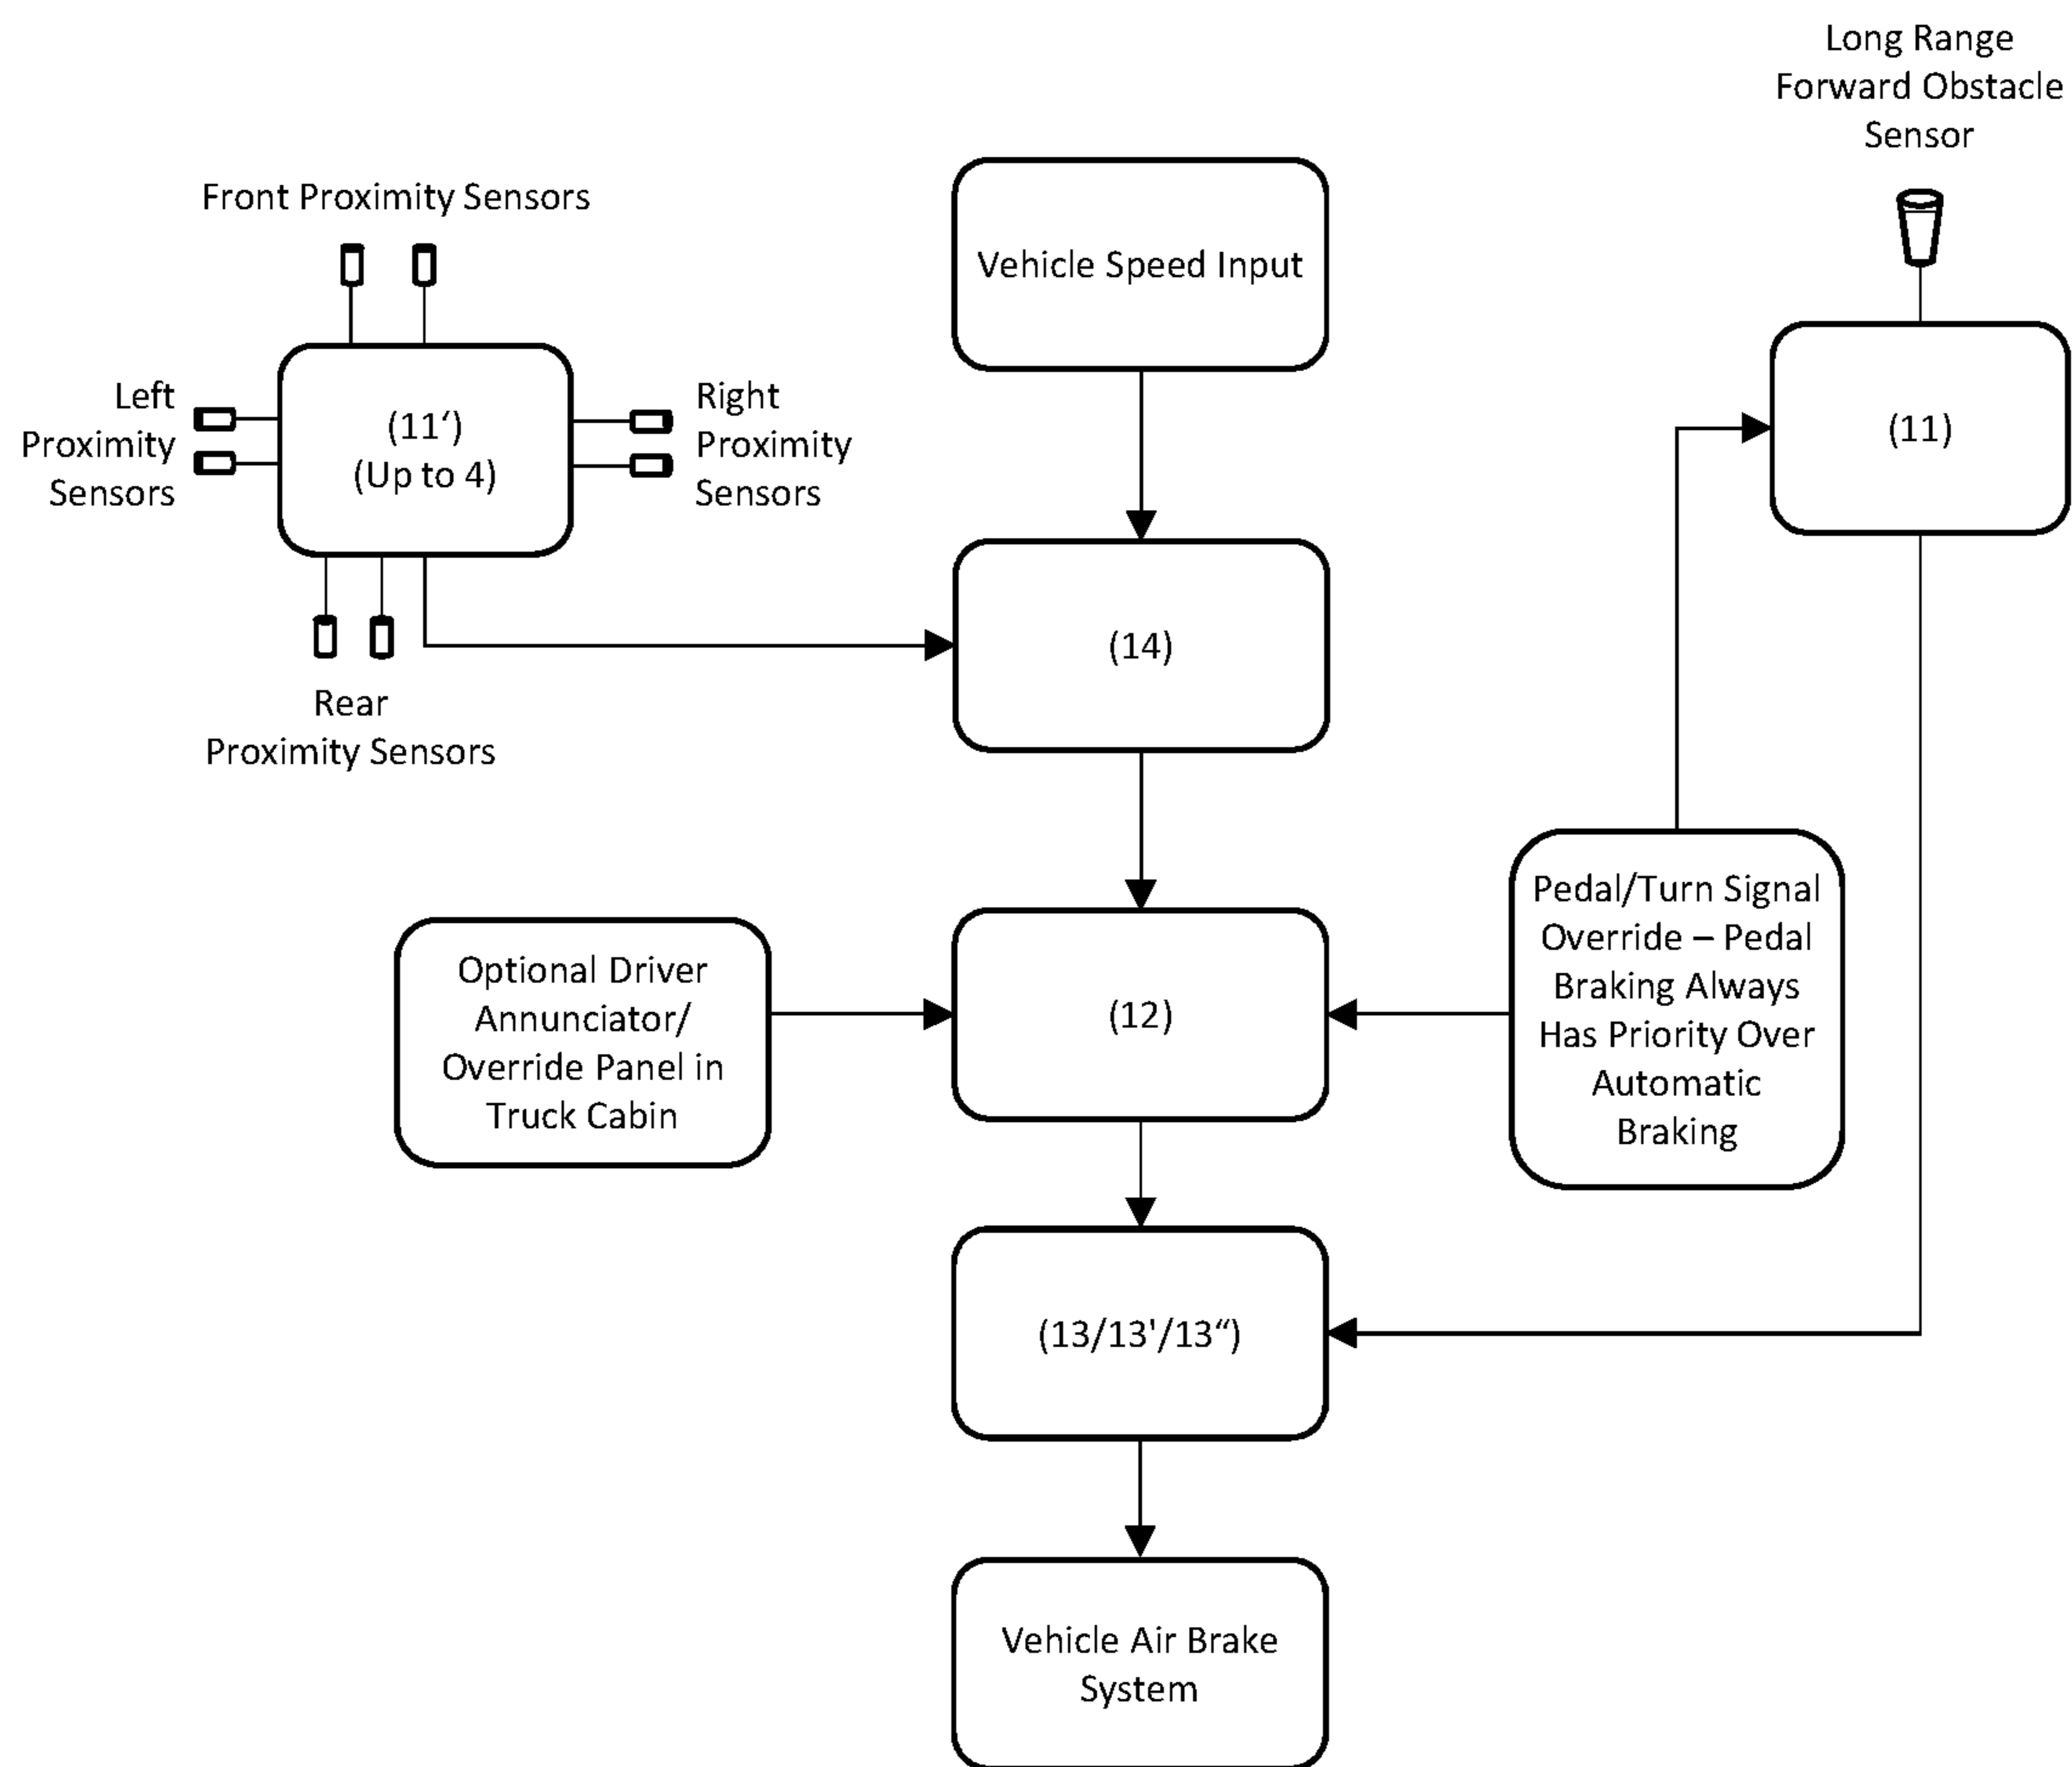 Long Range
Forward Obstacle
Sensor
Front Proximity Sensors
Vehicle Speed Input
Left
Proximity
Sensors
(11‘)
(Up to 4)
Right
Proximity
Sensors
(11)
(14)
Rear
Proximity Sensors
Optional Driver
Annunciator/
Override Panel in
Truck Cabin
(12)
Pedal/Turn Signal
Override – Pedal
Braking Always
Has Priority Over
Automatic
Braking
(13/13'/13“)
Vehicle Air Brake
System